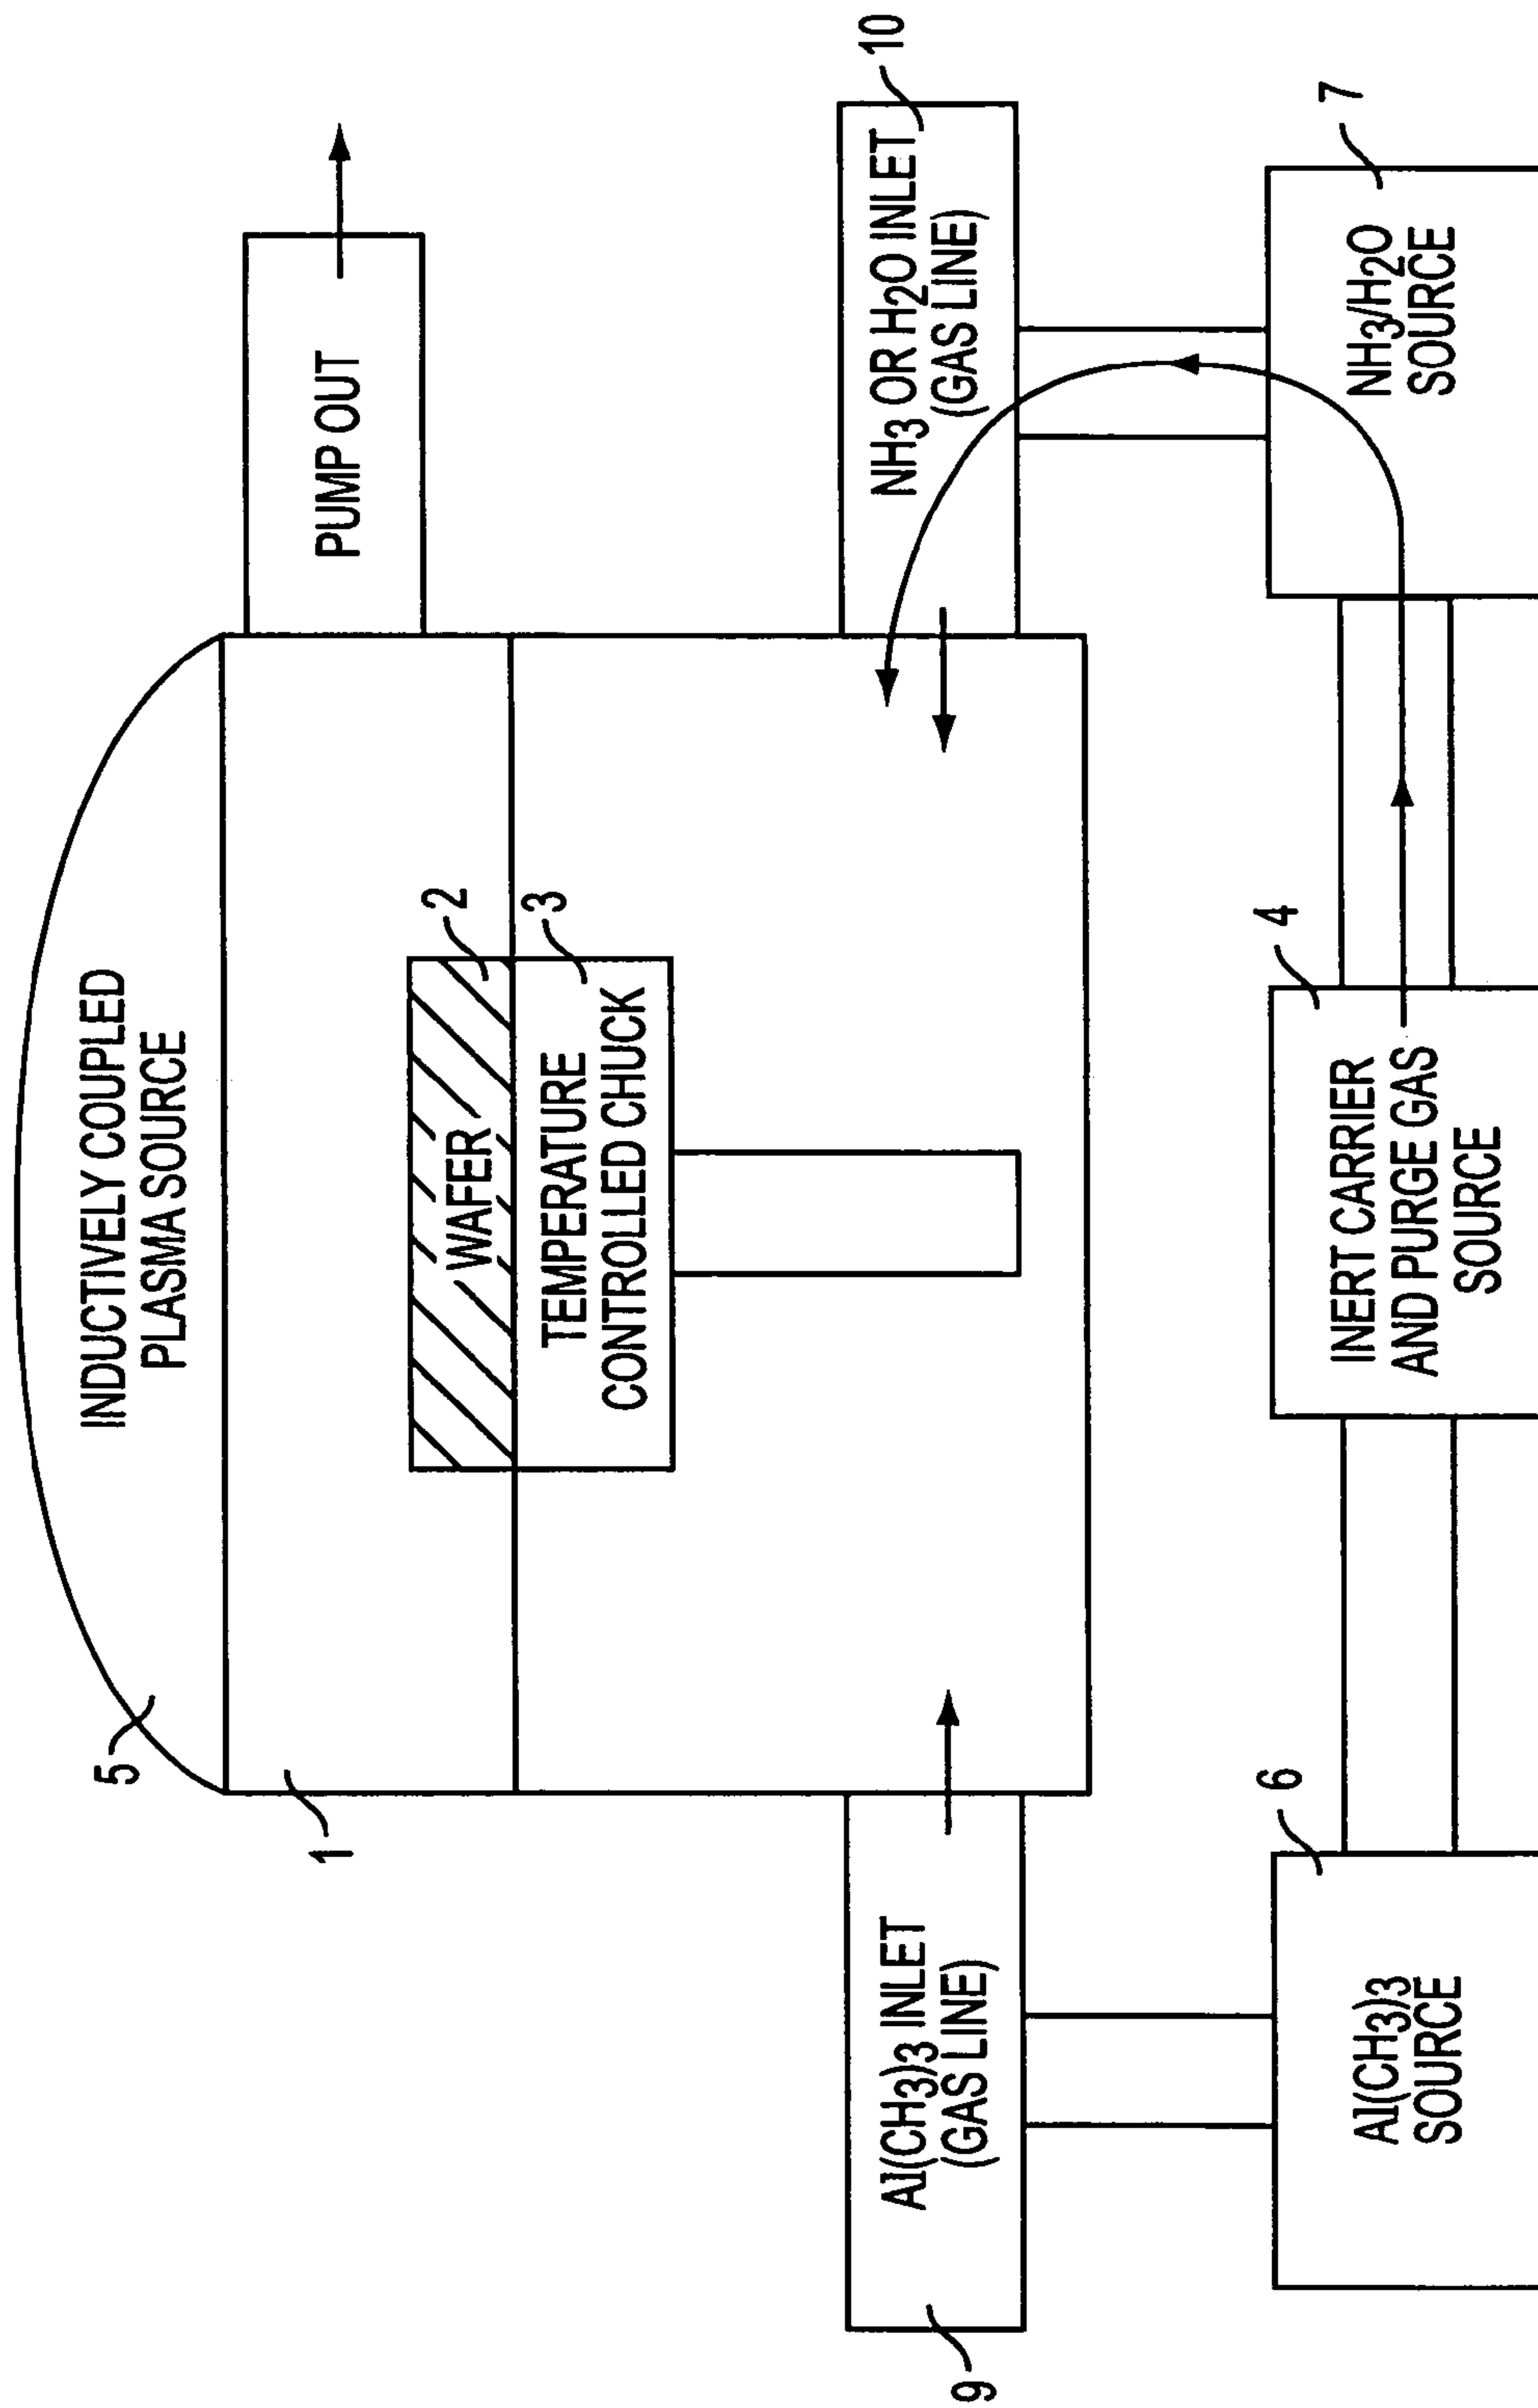 INDUCTIVELY COUPLED
PLASMA SOURCE
5
1
PUMP OUT
WAFER
2
TEMPERATURE
CONTROLLED CHUCK
3
Al(CH3)3 INLET
(GAS LINE)
9
NH3 OR H2O INLET
(GAS LINE)
10
Al(CH3)3
SOURCE
6
INERT CARRIER
AND PURGE GAS
SOURCE
4
NH3/H2O
SOURCE
7